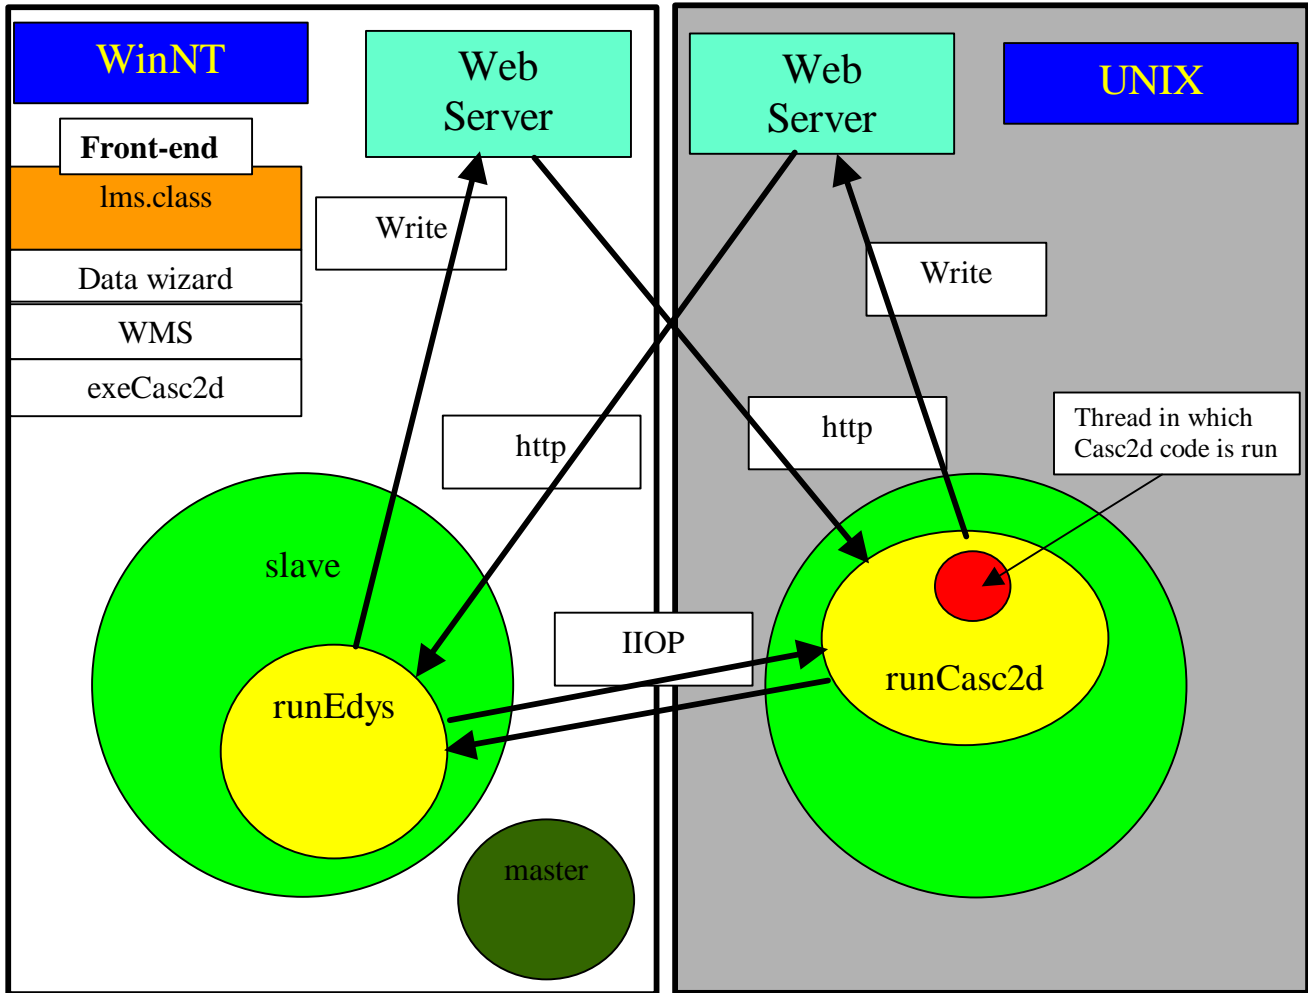 WinNT
Web
Server
Front-end
lms.class
Data wizard
WMS
exeCasc2d
Write
http
slave
runEdys
master
IIOP
Web
Server
UNIX
Write
http
Thread in which
Casc2d code is run
runCasc2d